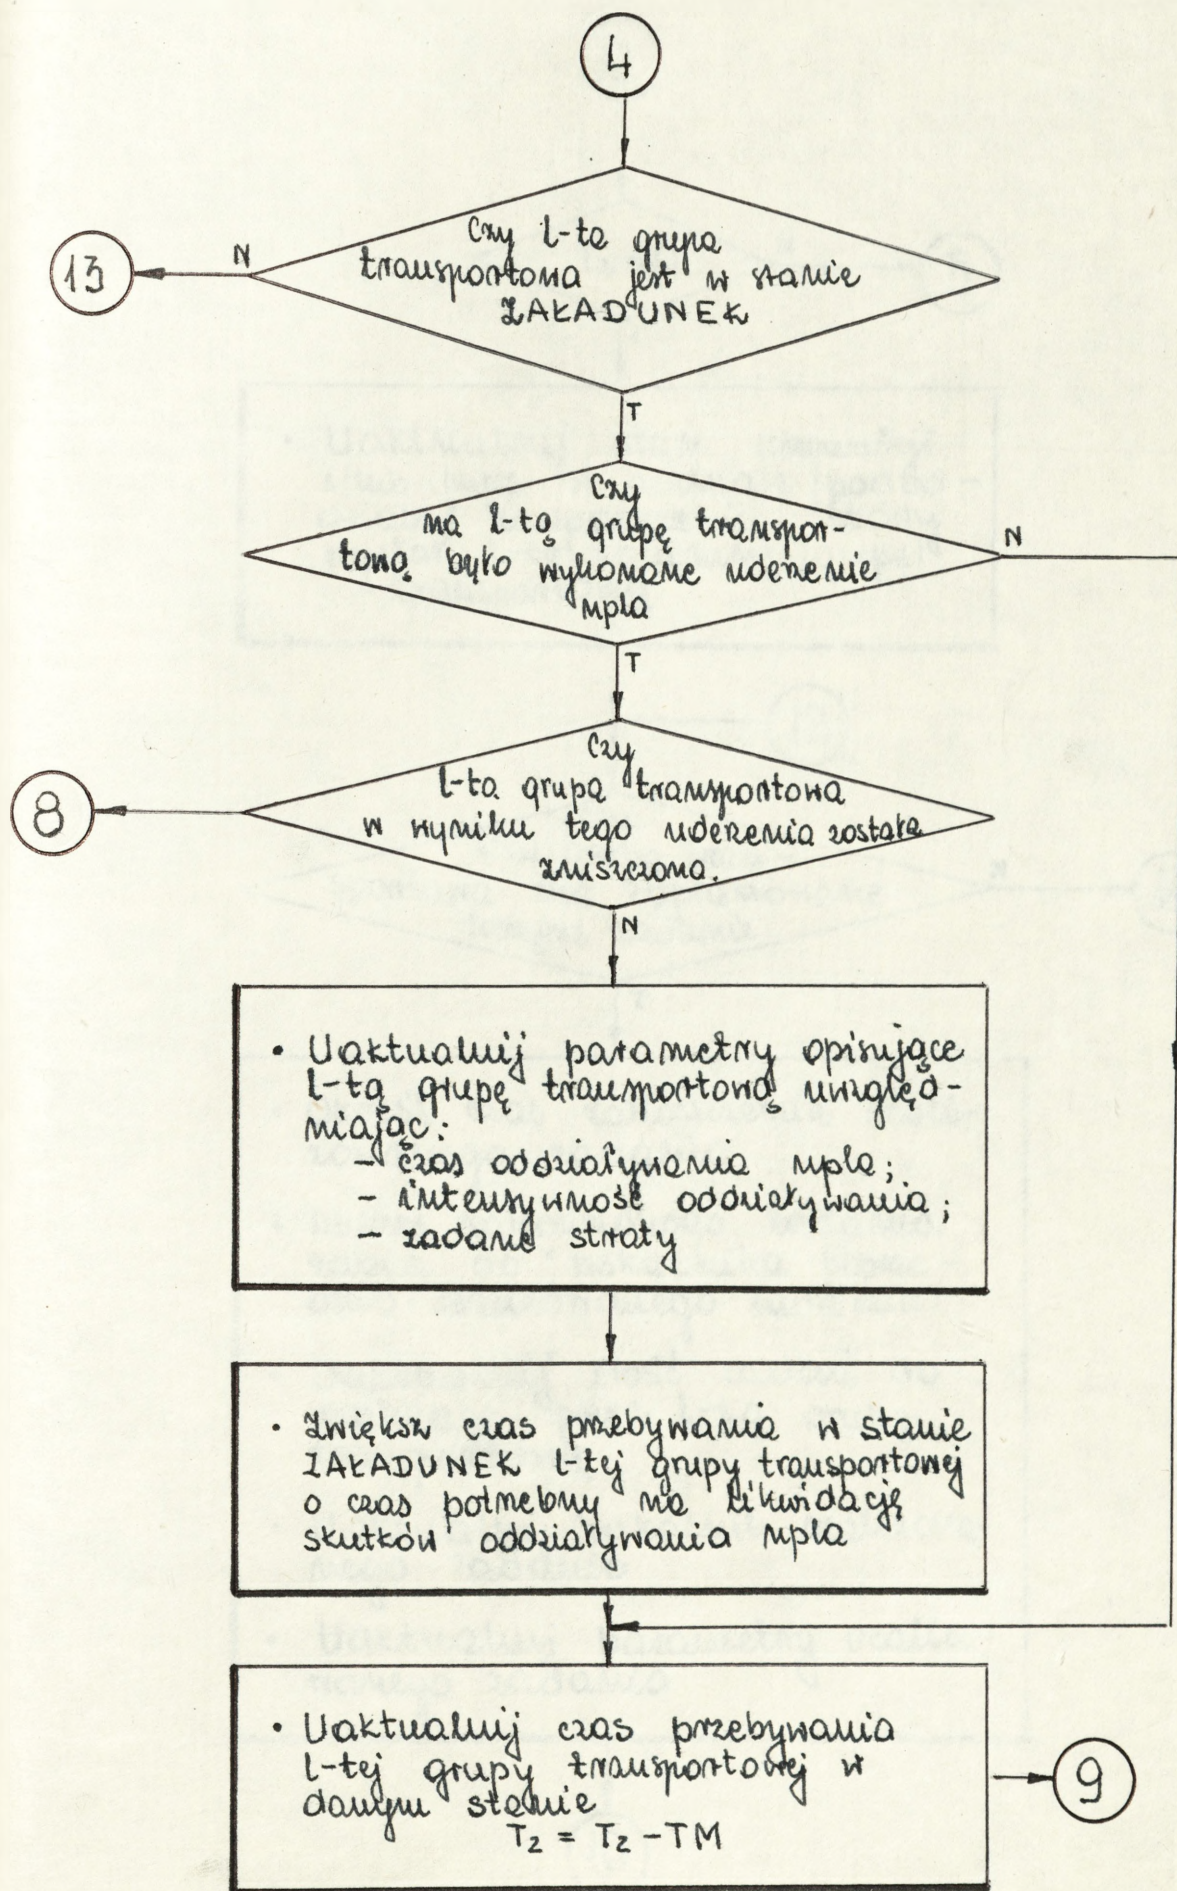 4
Czy l-ta grupa
transportowa jest w stanie
ZAŁADUNEK
N
13
T
Czy
na l-tą grupę transpor-
tową było wykonane uderzenie
npla
N
T
Czy
l-ta grupa transportowa
w wyniku tego uderzenia została
zniszczona.
8
N
• Uaktualnij parametry opisujące
l-tą grupę transportową uwzględ-
niając:
- czas oddziaływania npla;
- intensywność oddziaływania;
- zadane straty
• Zwiększ czas przebywania w stanie
ZAŁADUNEK l-tej grupy transportowej
o czas potrzebny na likwidację
skutków oddziaływania npla
• Uaktualnij czas przebywania
l-tej grupy transportowej w
danym stanie
T₂ = T₂ - TM
9